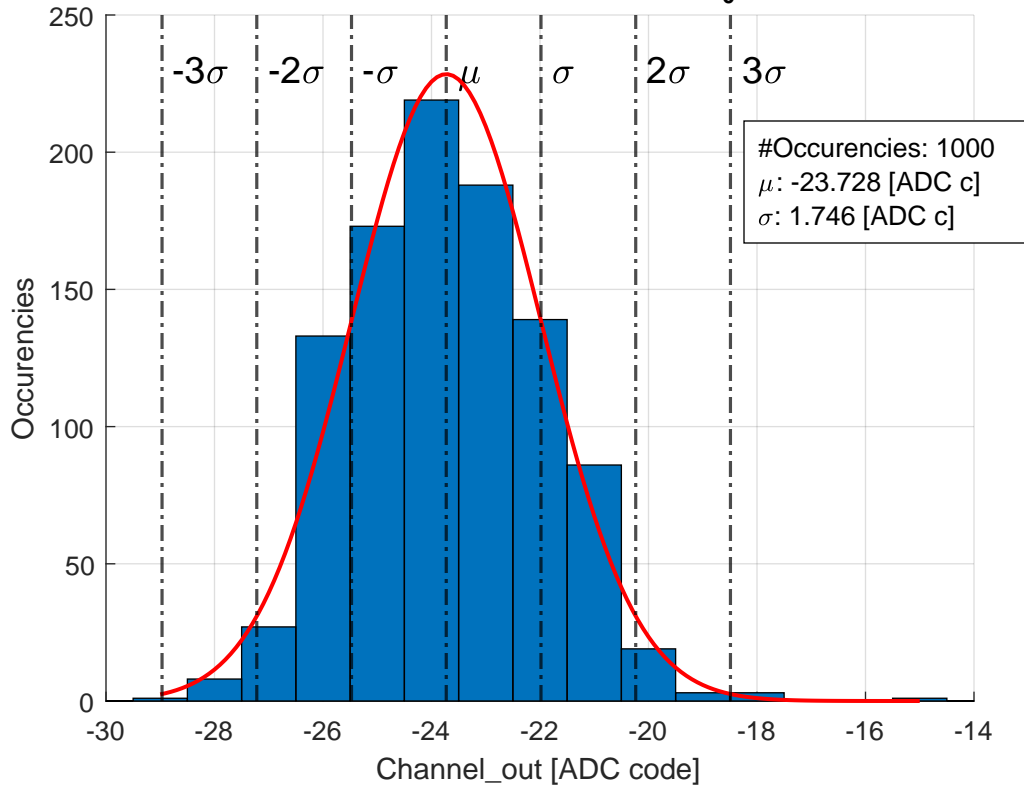 250
-3σ -2σ -σ μ σ 2σ 3σ
#Occurencies: 1000
μ: -23.728 [ADC c]
σ: 1.746 [ADC c]
200
150
100
50
0
Occurencies
-30 -28 -26 -24 -22 -20 -18 -16 -14
Channel_out [ADC code]